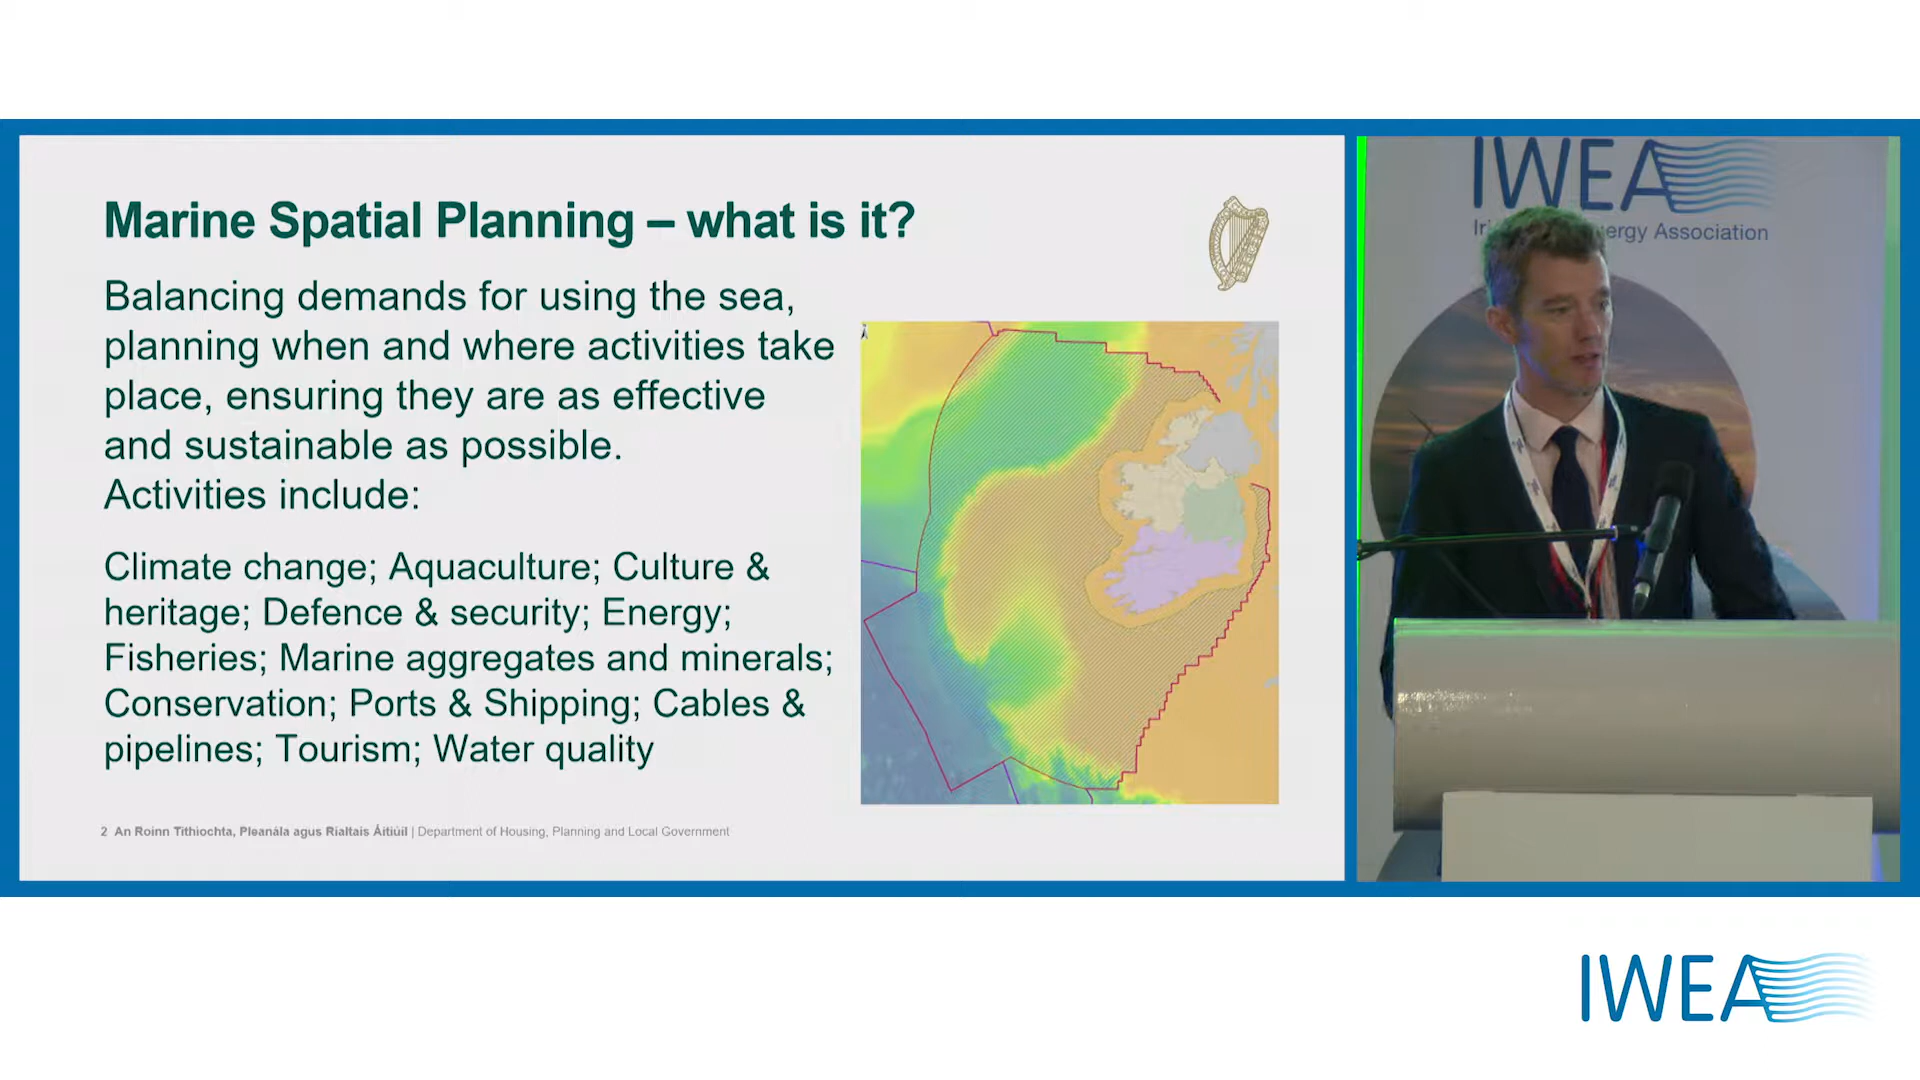 Marine Spatial Planning – what is it?
Balancing demands for using the sea,
planning when and where activities take
place, ensuring they are as effective
and sustainable as possible.
Activities include:
Climate change; Aquaculture; Culture &
heritage; Defence & security; Energy;
Fisheries; Marine aggregates and minerals;
Conservation; Ports & Shipping; Cables &
pipelines; Tourism; Water quality
2 An Roinn Tithíochta, Pleanála agus Rialtais Áitiúil | Department of Housing, Planning and Local Government
IWEA
Association
IWEA